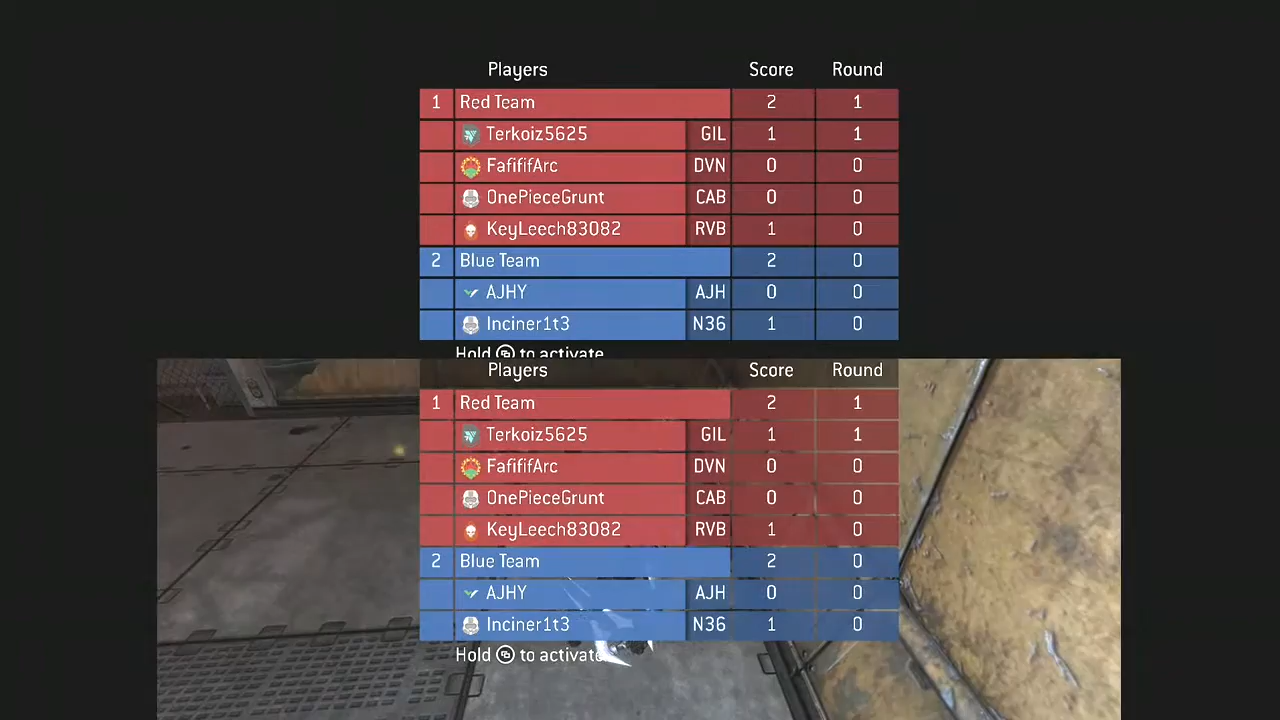 Players Score Round
1 Red Team 2 1
Terkoiz5625 GIL 1 1
FafififArc DVN 0 0
OnePieceGrunt CAB 0 0
KeyLeech83082 RVB 1 0
2 Blue Team 2 0
AJHY AJH 0 0
Inciner1t3 N36 1 0
Hold to activate
Players Score Round
1 Red Team 2 1
Terkoiz5625 GIL 1 1
FafififArc DVN 0 0
OnePieceGrunt CAB 0 0
KeyLeech83082 RVB 1 0
2 Blue Team 2 0
AJHY AJH 0 0
Inciner1t3 N36 1 0
Hold to activate